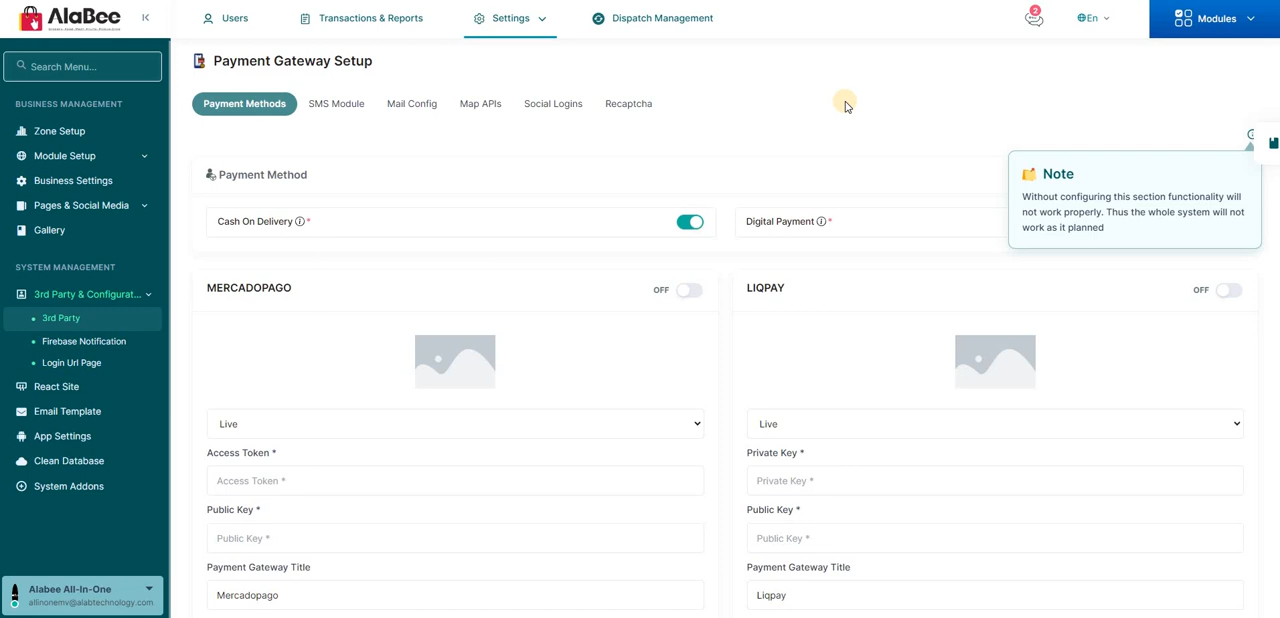 AlaBee
Users
Transactions & Reports
Settings
Dispatch Management
2
En
Modules
Search Menu...
BUSINESS MANAGEMENT
Zone Setup
Module Setup
Business Settings
Pages & Social Media
Gallery
SYSTEM MANAGEMENT
3rd Party & Configurat...
3rd Party
Firebase Notification
Login Url Page
React Site
Email Template
App Settings
Clean Database
System Addons
Alabee All-In-One
allinonemv@alabtechnology.com
Payment Gateway Setup
Payment Methods
SMS Module
Mail Config
Map APIs
Social Logins
Recaptcha
Note
Without configuring this section functionality will
not work properly. Thus the whole system will not
work as it planned
Payment Method
Cash On Delivery *
Digital Payment *
MERCADOPAGO
OFF
Live
Access Token *
Access Token *
Public Key *
Public Key *
Payment Gateway Title
Mercadopago
LIQPAY
OFF
Live
Private Key *
Private Key *
Public Key *
Public Key *
Payment Gateway Title
Liqpay